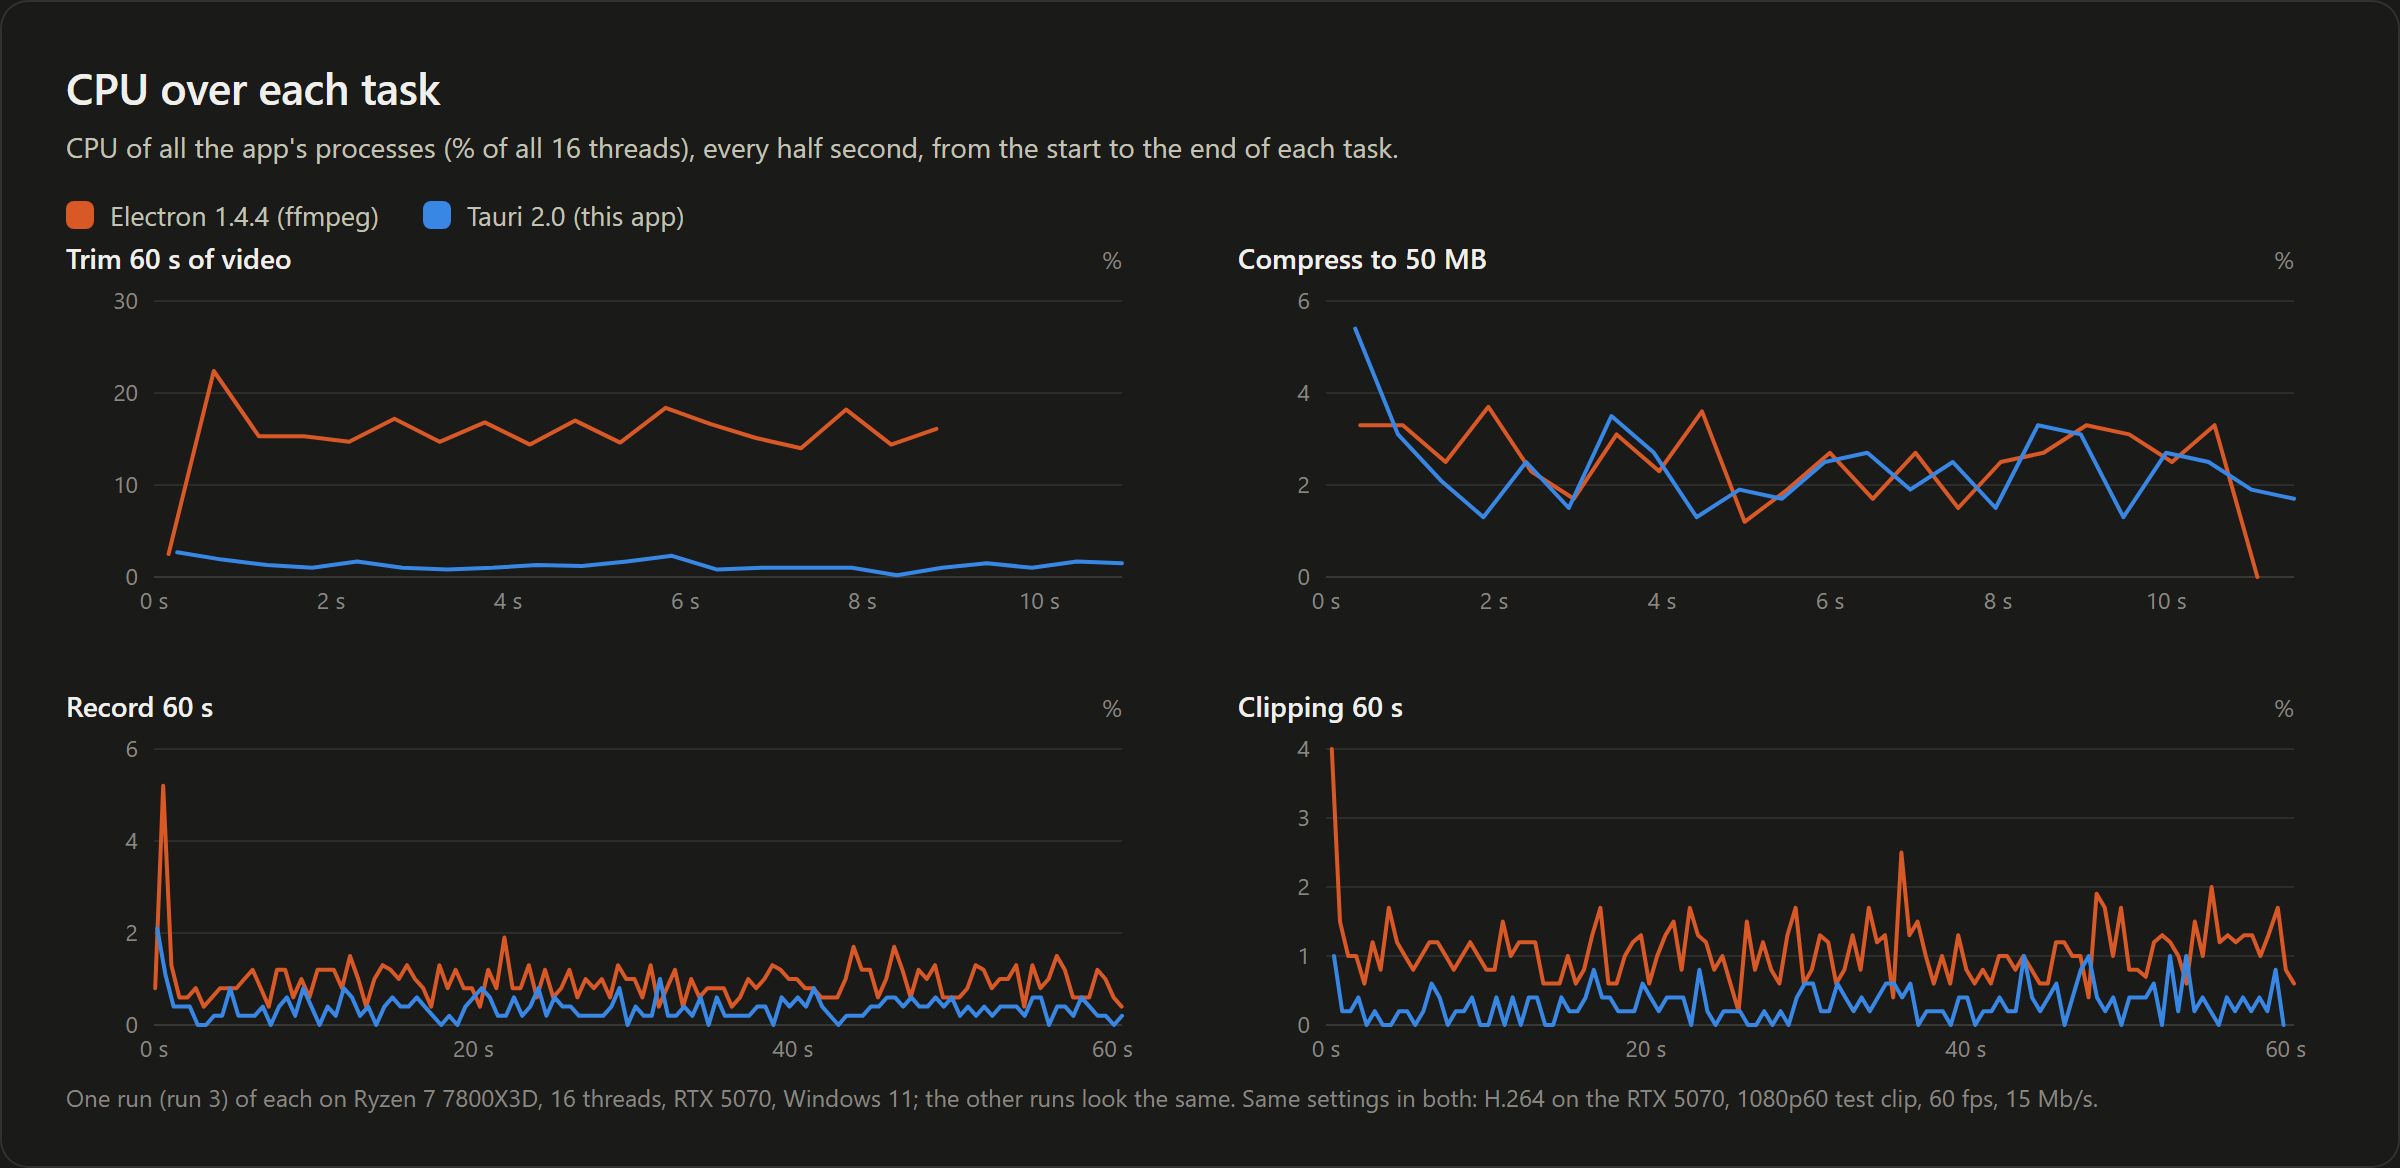 CPU over each task
CPU of all the app's processes (% of all 16 threads), every half second, from the start to the end of each task.
Electron 1.4.4 (ffmpeg) Tauri 2.0 (this app)
Trim 60 s of video %
30
20
10
0
0 s 2 s 4 s 6 s 8 s 10 s
Compress to 50 MB %
6
4
2
0
0 s 2 s 4 s 6 s 8 s 10 s
Record 60 s %
6
4
2
0
0 s 20 s 40 s 60 s
Clipping 60 s %
4
3
2
1
0
0 s 20 s 40 s 60 s
One run (run 3) of each on Ryzen 7 7800X3D, 16 threads, RTX 5070, Windows 11; the other runs look the same. Same settings in both: H.264 on the RTX 5070, 1080p60 test clip, 60 fps, 15 Mb/s.